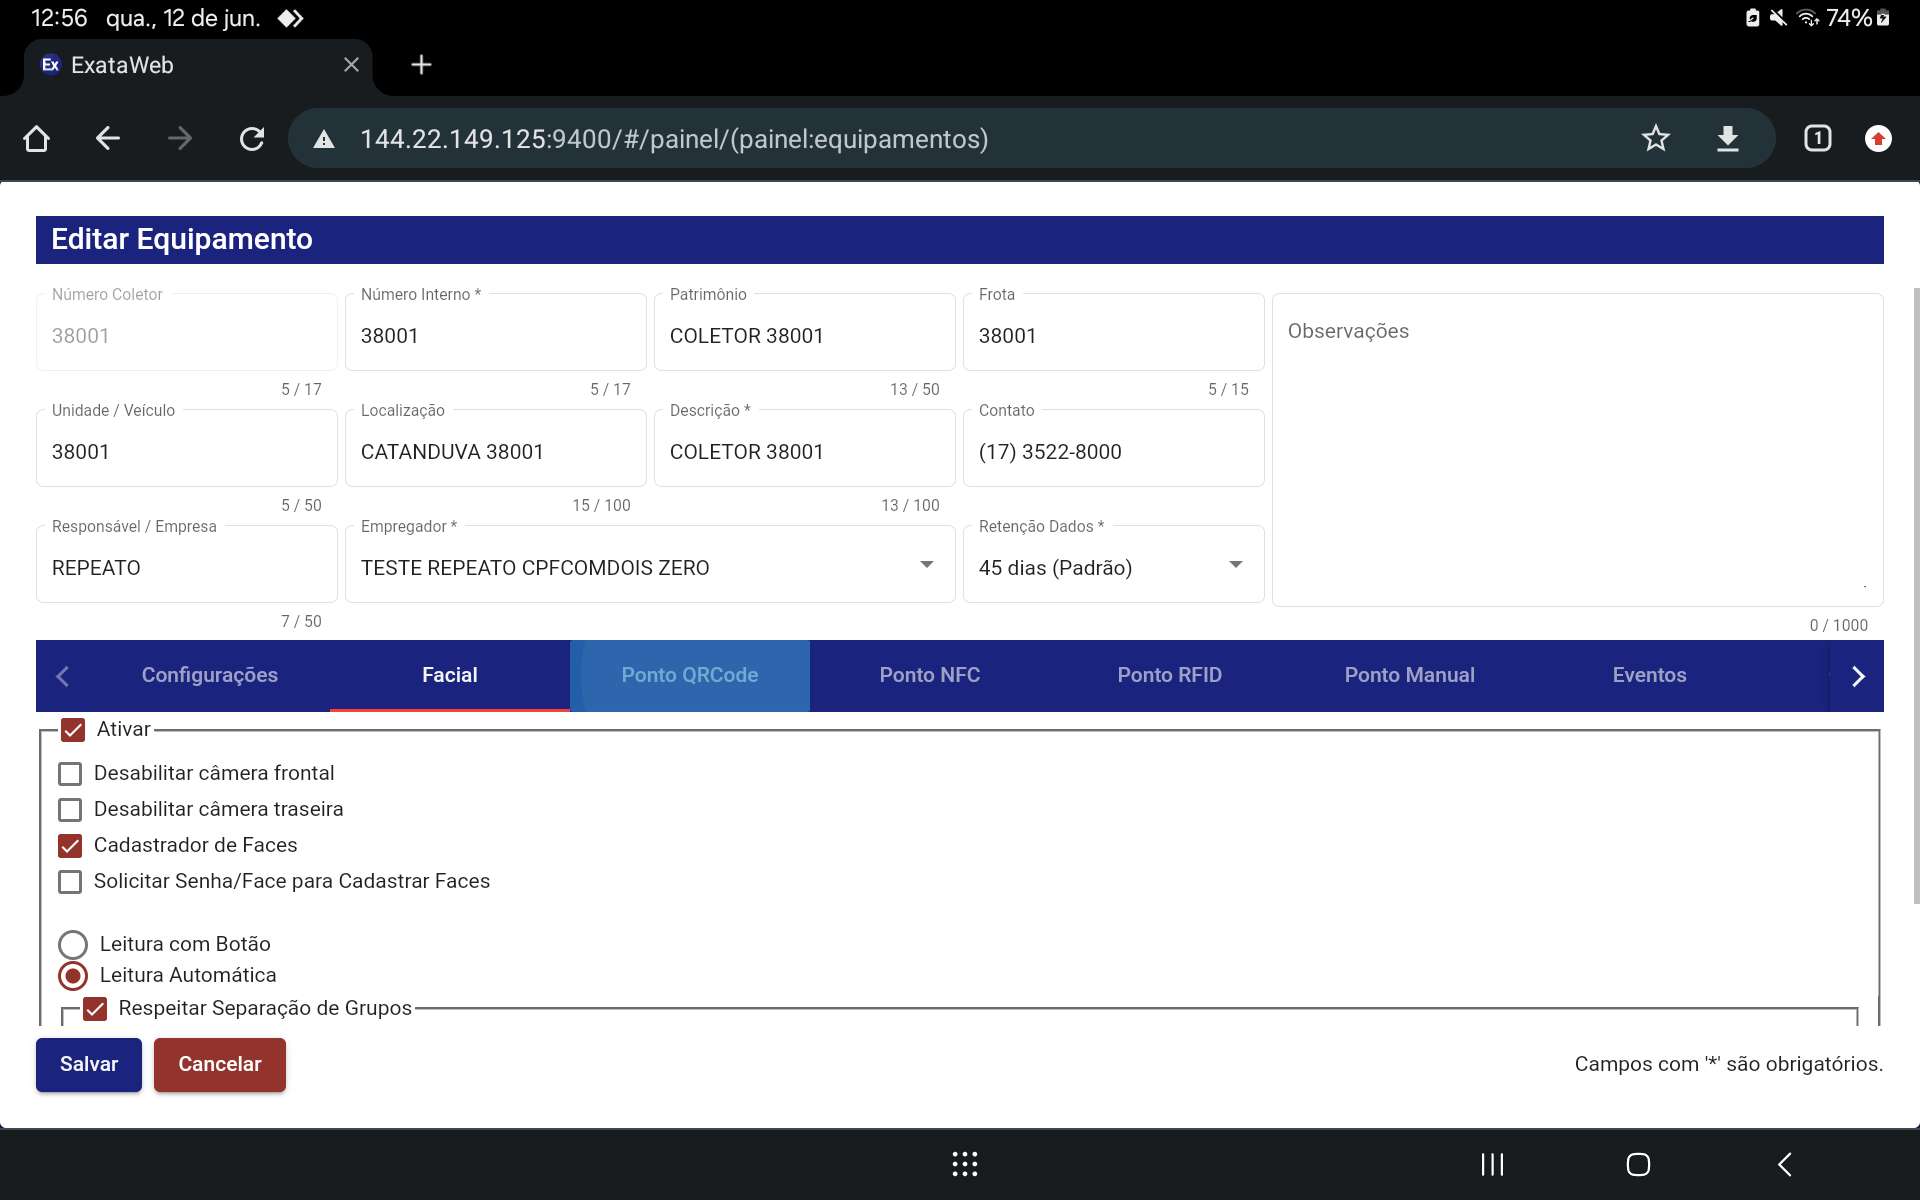 12:56 qua., 12 de jun. 74%
Ex ExataWeb
144.22.149.125:9400/#/painel/(painel:equipamentos) 1
Editar Equipamento
Número Coletor Número Interno * Patrimônio Frota
38001 38001 COLETOR 38001 38001 Observações
5 / 17 5 / 17 13 / 50 5 / 15
Unidade / Veículo Localização Descrição * Contato
38001 CATANDUVA 38001 COLETOR 38001 (17) 3522-8000
5 / 50 15 / 100 13 / 100
Responsável / Empresa Empregador * Retenção Dados *
REPEATO TESTE REPEATO CPFCOMDOIS ZERO 45 dias (Padrão)
7 / 50 0 / 1000
Configurações Facial Ponto QRCode Ponto NFC Ponto RFID Ponto Manual Eventos
Ativar
Desabilitar câmera frontal
Desabilitar câmera traseira
Cadastrador de Faces
Solicitar Senha/Face para Cadastrar Faces
Leitura com Botão
Leitura Automática
Respeitar Separação de Grupos
Salvar Cancelar Campos com '*' são obrigatórios.